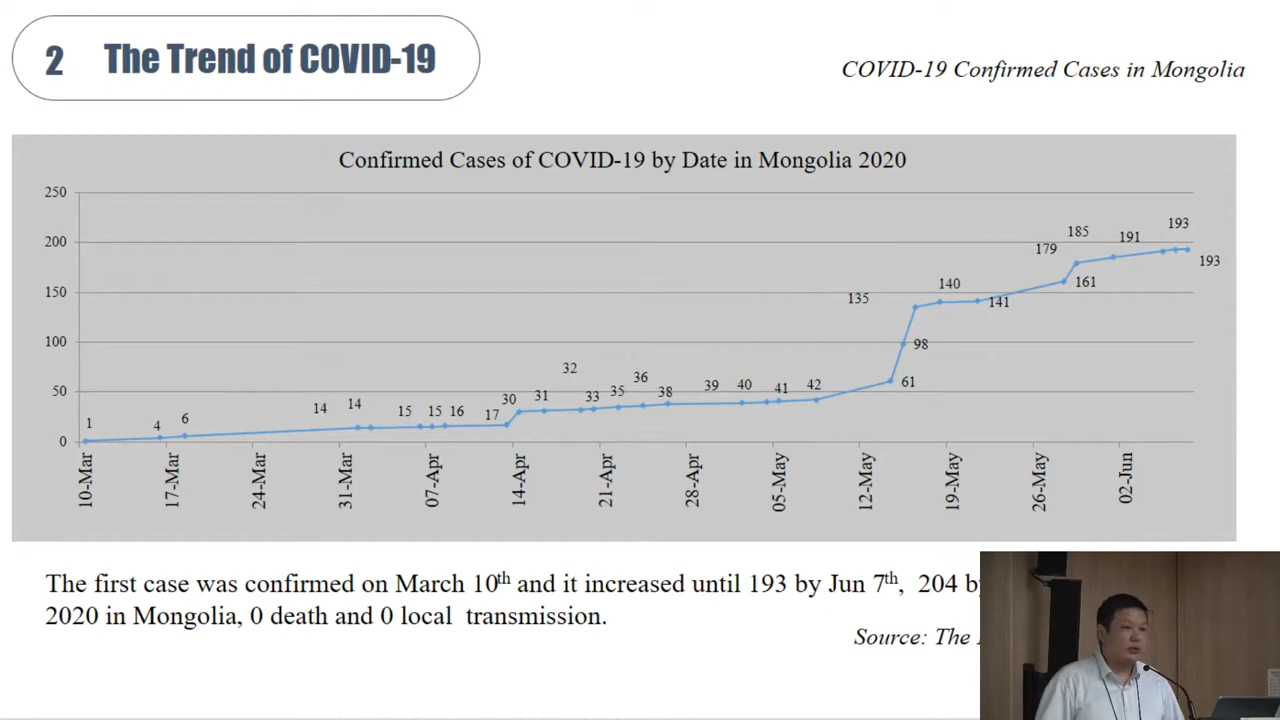 2 The Trend of COVID-19
COVID-19 Confirmed Cases in Mongolia
Confirmed Cases of COVID-19 by Date in Mongolia 2020
250
200
150
100
50
0
1
4
6
14
14
15
15
16
17
30
31
32
33
35
36
38
39
40
41
42
61
98
135
140
141
161
179
185
191
193
193
10-Mar
17-Mar
24-Mar
31-Mar
07-Apr
14-Apr
21-Apr
28-Apr
05-May
12-May
19-May
26-May
02-Jun
The first case was confirmed on March 10th and it increased until 193 by Jun 7th, 204
2020 in Mongolia, 0 death and 0 local transmission.
Source: The